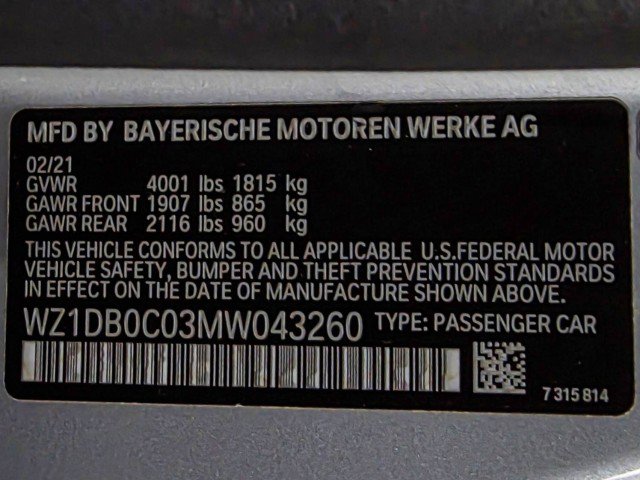 MFD BY BAYERISCHE MOTOREN WERKE AG
02/21
GVWR 4001 lbs 1815 kg
GAWR FRONT 1907 lbs 865 kg
GAWR REAR 2116 lbs 960 kg
THIS VEHICLE CONFORMS TO ALL APPLICABLE U.S.FEDERAL MOTOR
VEHICLE SAFETY, BUMPER AND THEFT PREVENTION STANDARDS
IN EFFECT ON THE DATE OF MANUFACTURE SHOWN ABOVE.
WZ1DB0C03MW043260 TYPE: PASSENGER CAR
7 315 814